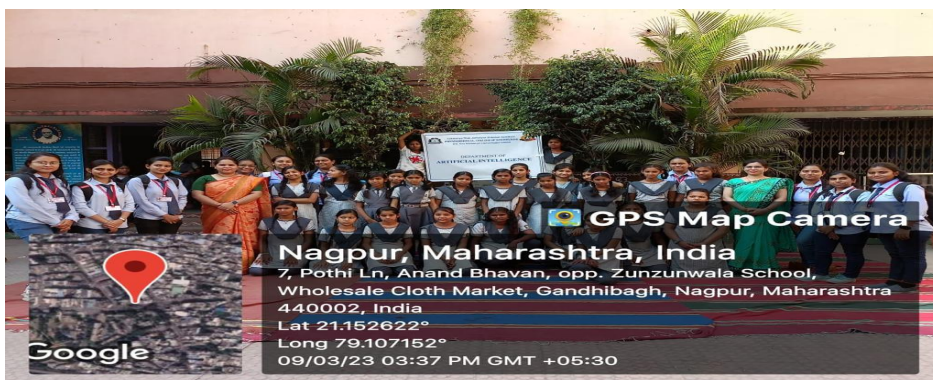 DEPARTMENT OF
ARTIFICIAL INTELLIGENCE
GPS Map Camera
Nagpur, Maharashtra, India
7, Pothi Ln, Anand Bhavan, opp. Zunzunwala School,
Wholesale Cloth Market, Gandhibagh, Nagpur, Maharashtra
440002, India
Lat 21.152622°
Long 79.107152°
09/03/23 03:37 PM GMT +05:30
Google